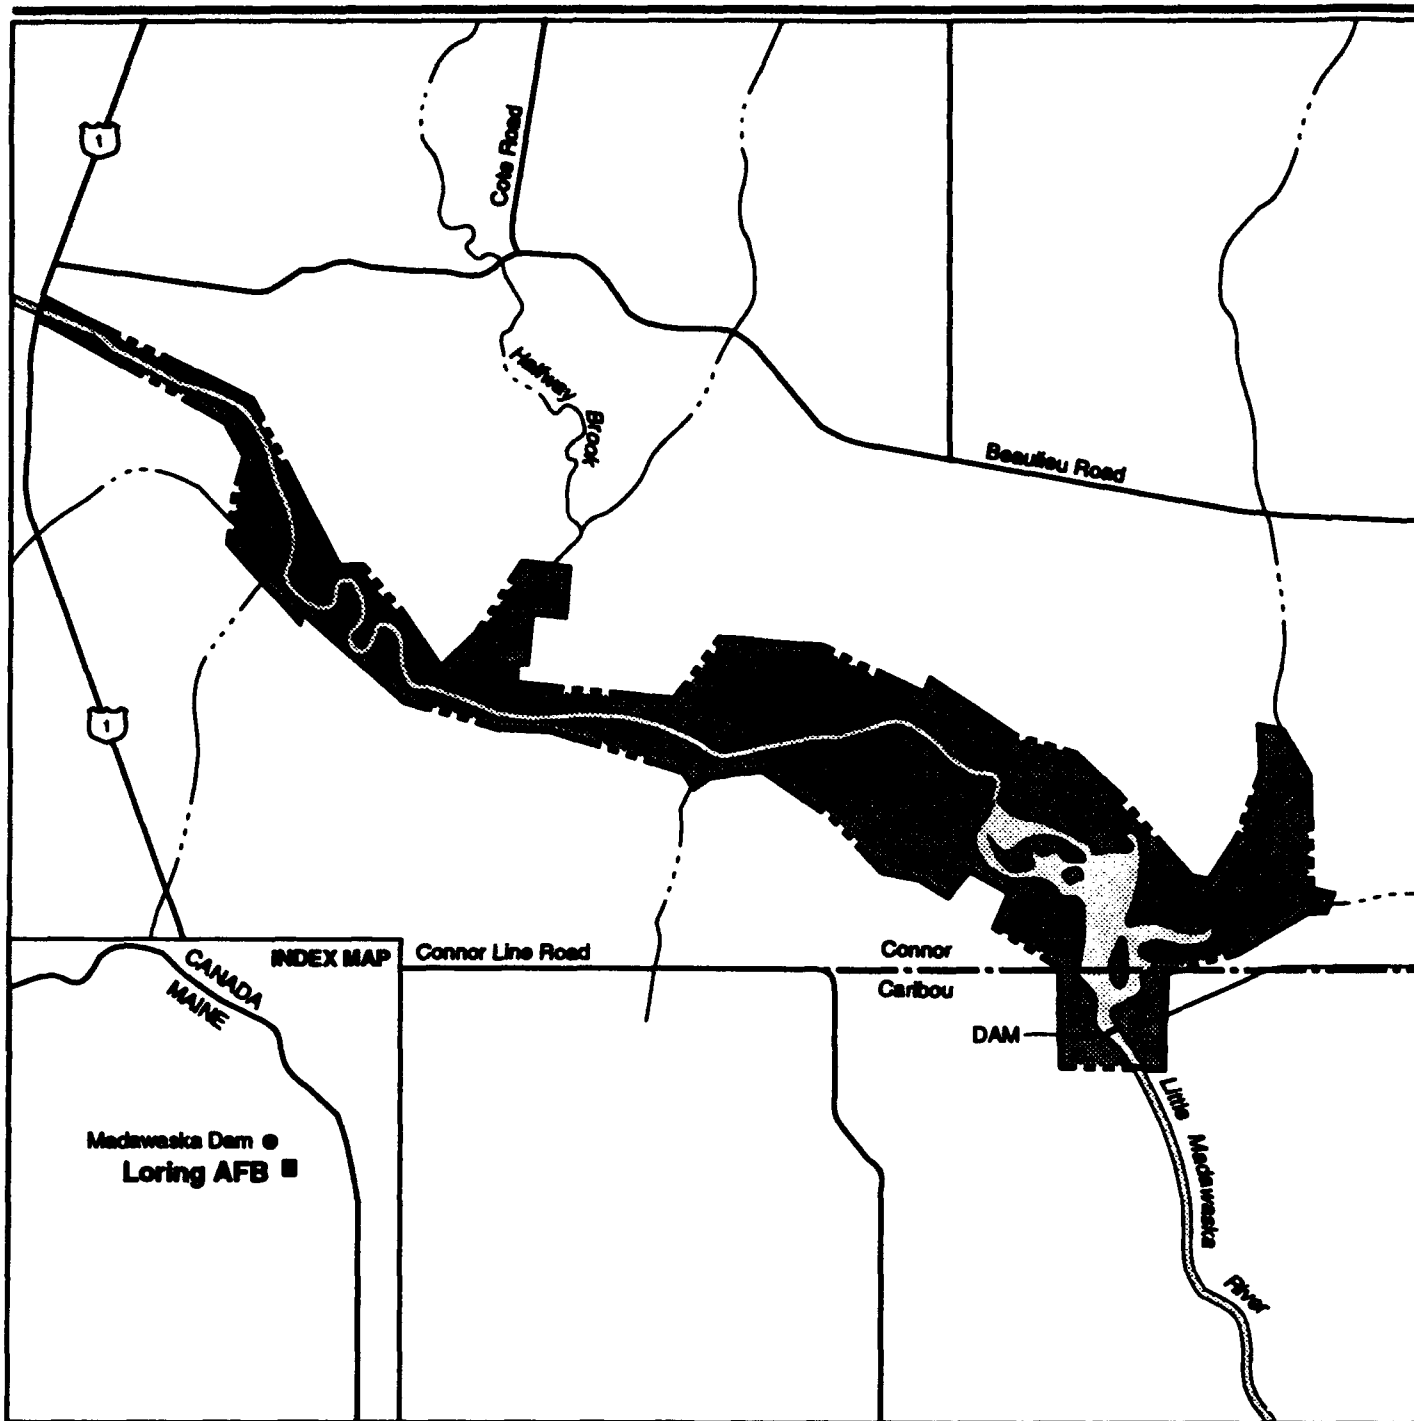 1
Cote Road
Halfway
Brook
Beaulieu Road
1
INDEX MAP
CANADA
MAINE
Madawaska Dam
Loring AFB
Connor Line Road
Connor
Caribou
DAM
Little Madawaska River